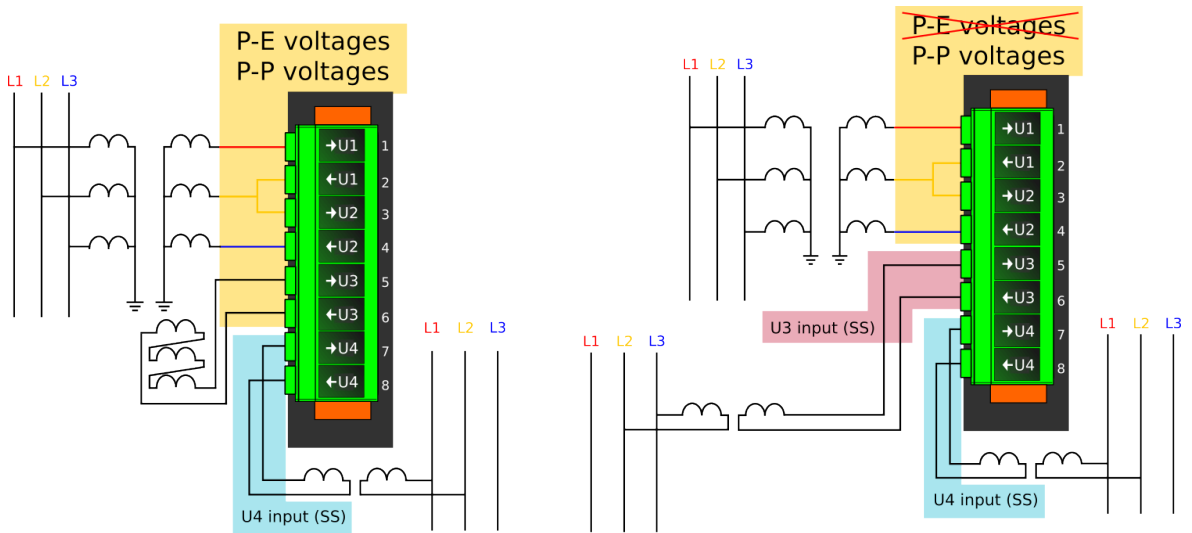 P-E voltages
P-P voltages
L1 L2 L3
→U1 1
←U1 2
→U2 3
←U2 4
→U3 5
←U3 6
→U4 7
←U4 8
L1 L2 L3
U4 input (SS)
P-E voltages
P-P voltages
L1 L2 L3
→U1 1
←U1 2
→U2 3
←U2 4
→U3 5
←U3 6
→U4 7
←U4 8
U3 input (SS)
L1 L2 L3
L1 L2 L3
U4 input (SS)